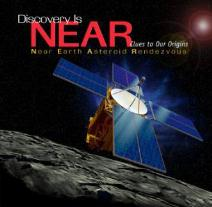 Discovery Is
NEAR
Clues to Our Origins
Near Earth Asteroid Rendezvous